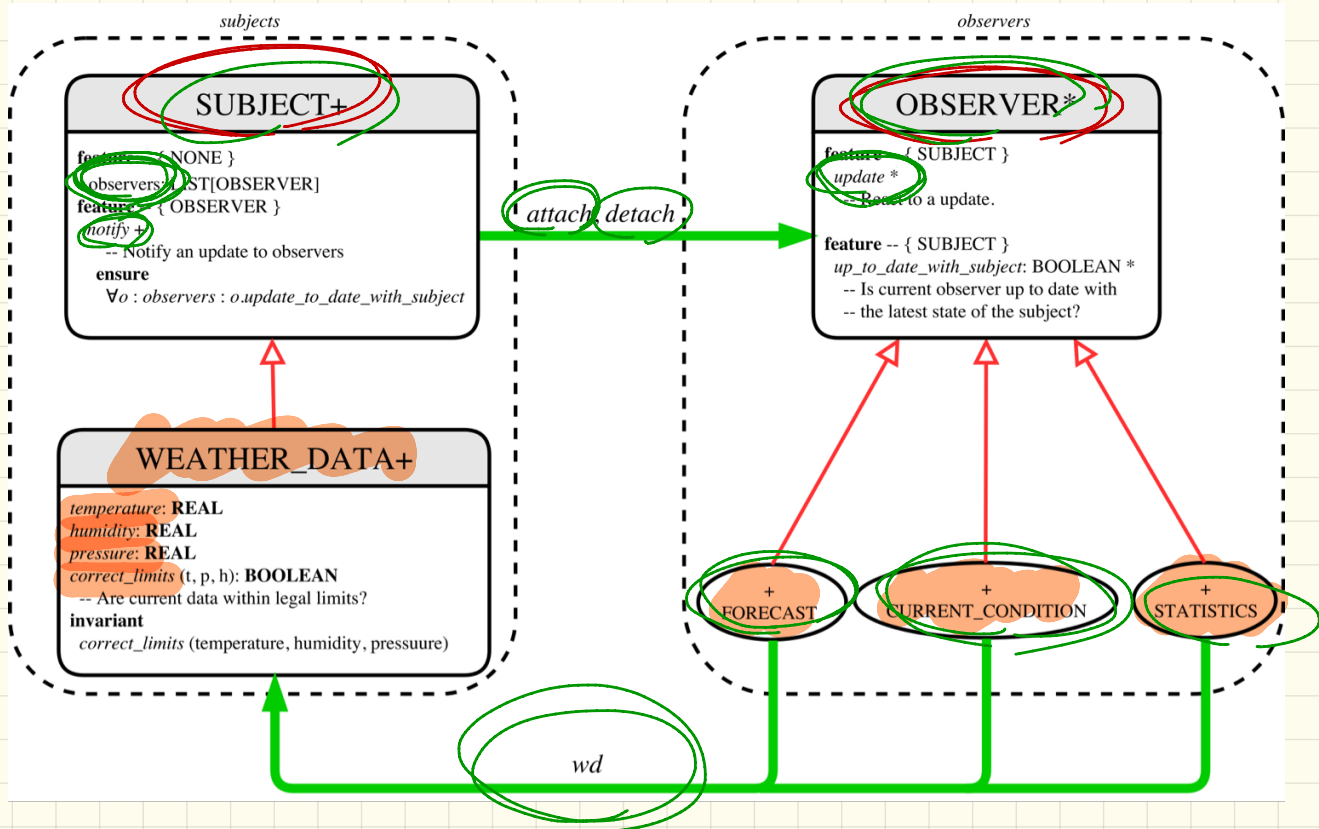 subjects
SUBJECT+
feature -- { NONE }
observers: LIST[OBSERVER]
feature -- { OBSERVER }
notify +
-- Notify an update to observers
ensure
∀o : observers : o.update_to_date_with_subject
WEATHER_DATA+
temperature: REAL
humidity: REAL
pressure: REAL
correct_limits (t, p, h): BOOLEAN
-- Are current data within legal limits?
invariant
correct_limits (temperature, humidity, pressuure)
attach, detach
observers
OBSERVER*
feature -- { SUBJECT }
update *
-- React to a update.
feature -- { SUBJECT }
up_to_date_with_subject: BOOLEAN *
-- Is current observer up to date with
-- the latest state of the subject?
+
FORECAST
+
CURRENT_CONDITION
+
STATISTICS
wd